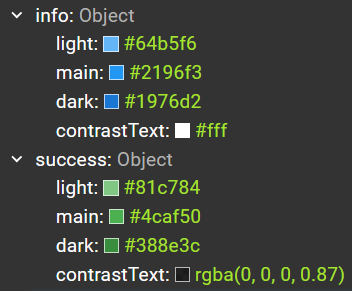 info: Object
light: #64b5f6
main: #2196f3
dark: #1976d2
contrastText: #fff
success: Object
light: #81c784
main: #4caf50
dark: #388e3c
contrastText: rgba(0, 0, 0, 0.87)